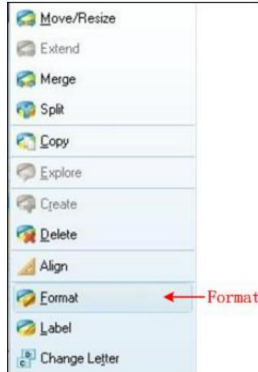 Move/Resize
Extend
Merge
Split
Copy
Explore
Create
Delete
Align
Format Format
Label
Change Letter